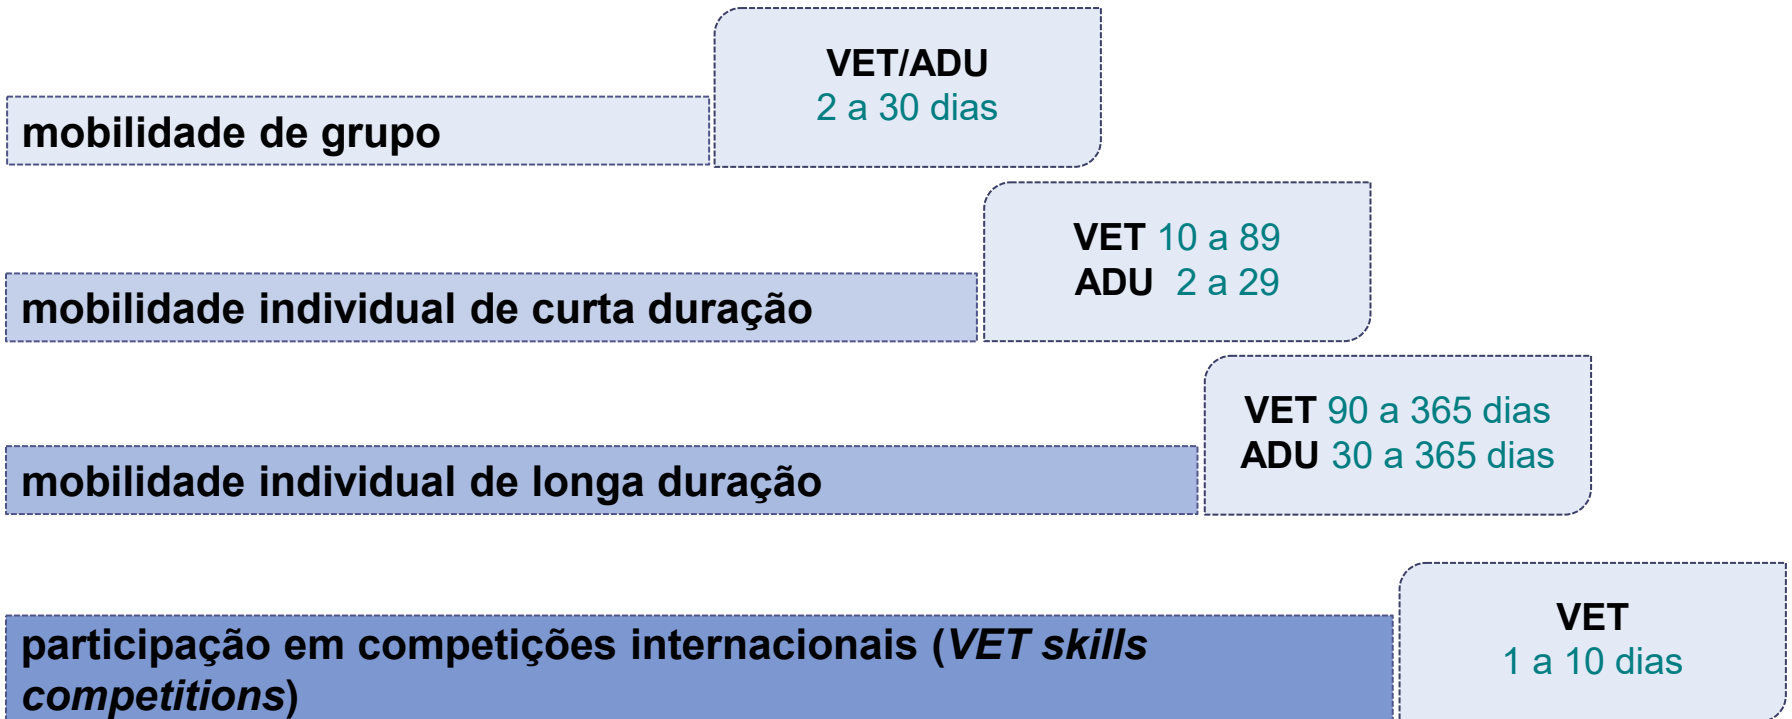 VET/ADU
2 a 30 dias
mobilidade de grupo
VET 10 a 89
ADU 2 a 29
mobilidade individual de curta duração
VET 90 a 365 dias
ADU 30 a 365 dias
mobilidade individual de longa duração
VET
1 a 10 dias
participação em competições internacionais (VET skills
competitions)